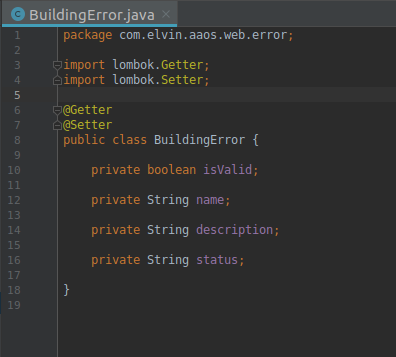 BuildingError.java
1 package com.elvin.aaos.web.error;
2
3 import lombok.Getter;
4 import lombok.Setter;
5
6 @Getter
7 @Setter
8 public class BuildingError {
9
10 private boolean isValid;
11
12 private String name;
13
14 private String description;
15
16 private String status;
17
18 }
19